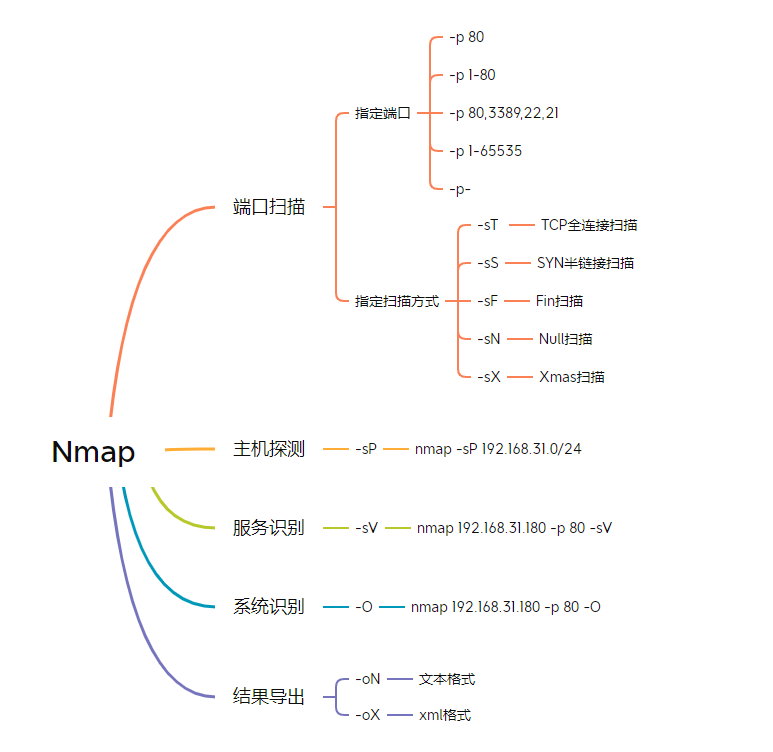 Nmap
端口扫描
指定端口
-p 80
-p 1-80
-p 80,3389,22,21
-p 1-65535
-p-
指定扫描方式
-sT
TCP全连接扫描
-sS
SYN半链接扫描
-sF
Fin扫描
-sN
Null扫描
-sX
Xmas扫描
主机探测
-sP
nmap -sP 192.168.31.0/24
服务识别
-sV
nmap 192.168.31.180 -p 80 -sV
系统识别
-O
nmap 192.168.31.180 -p 80 -O
结果导出
-oN
文本格式
-oX
xml格式